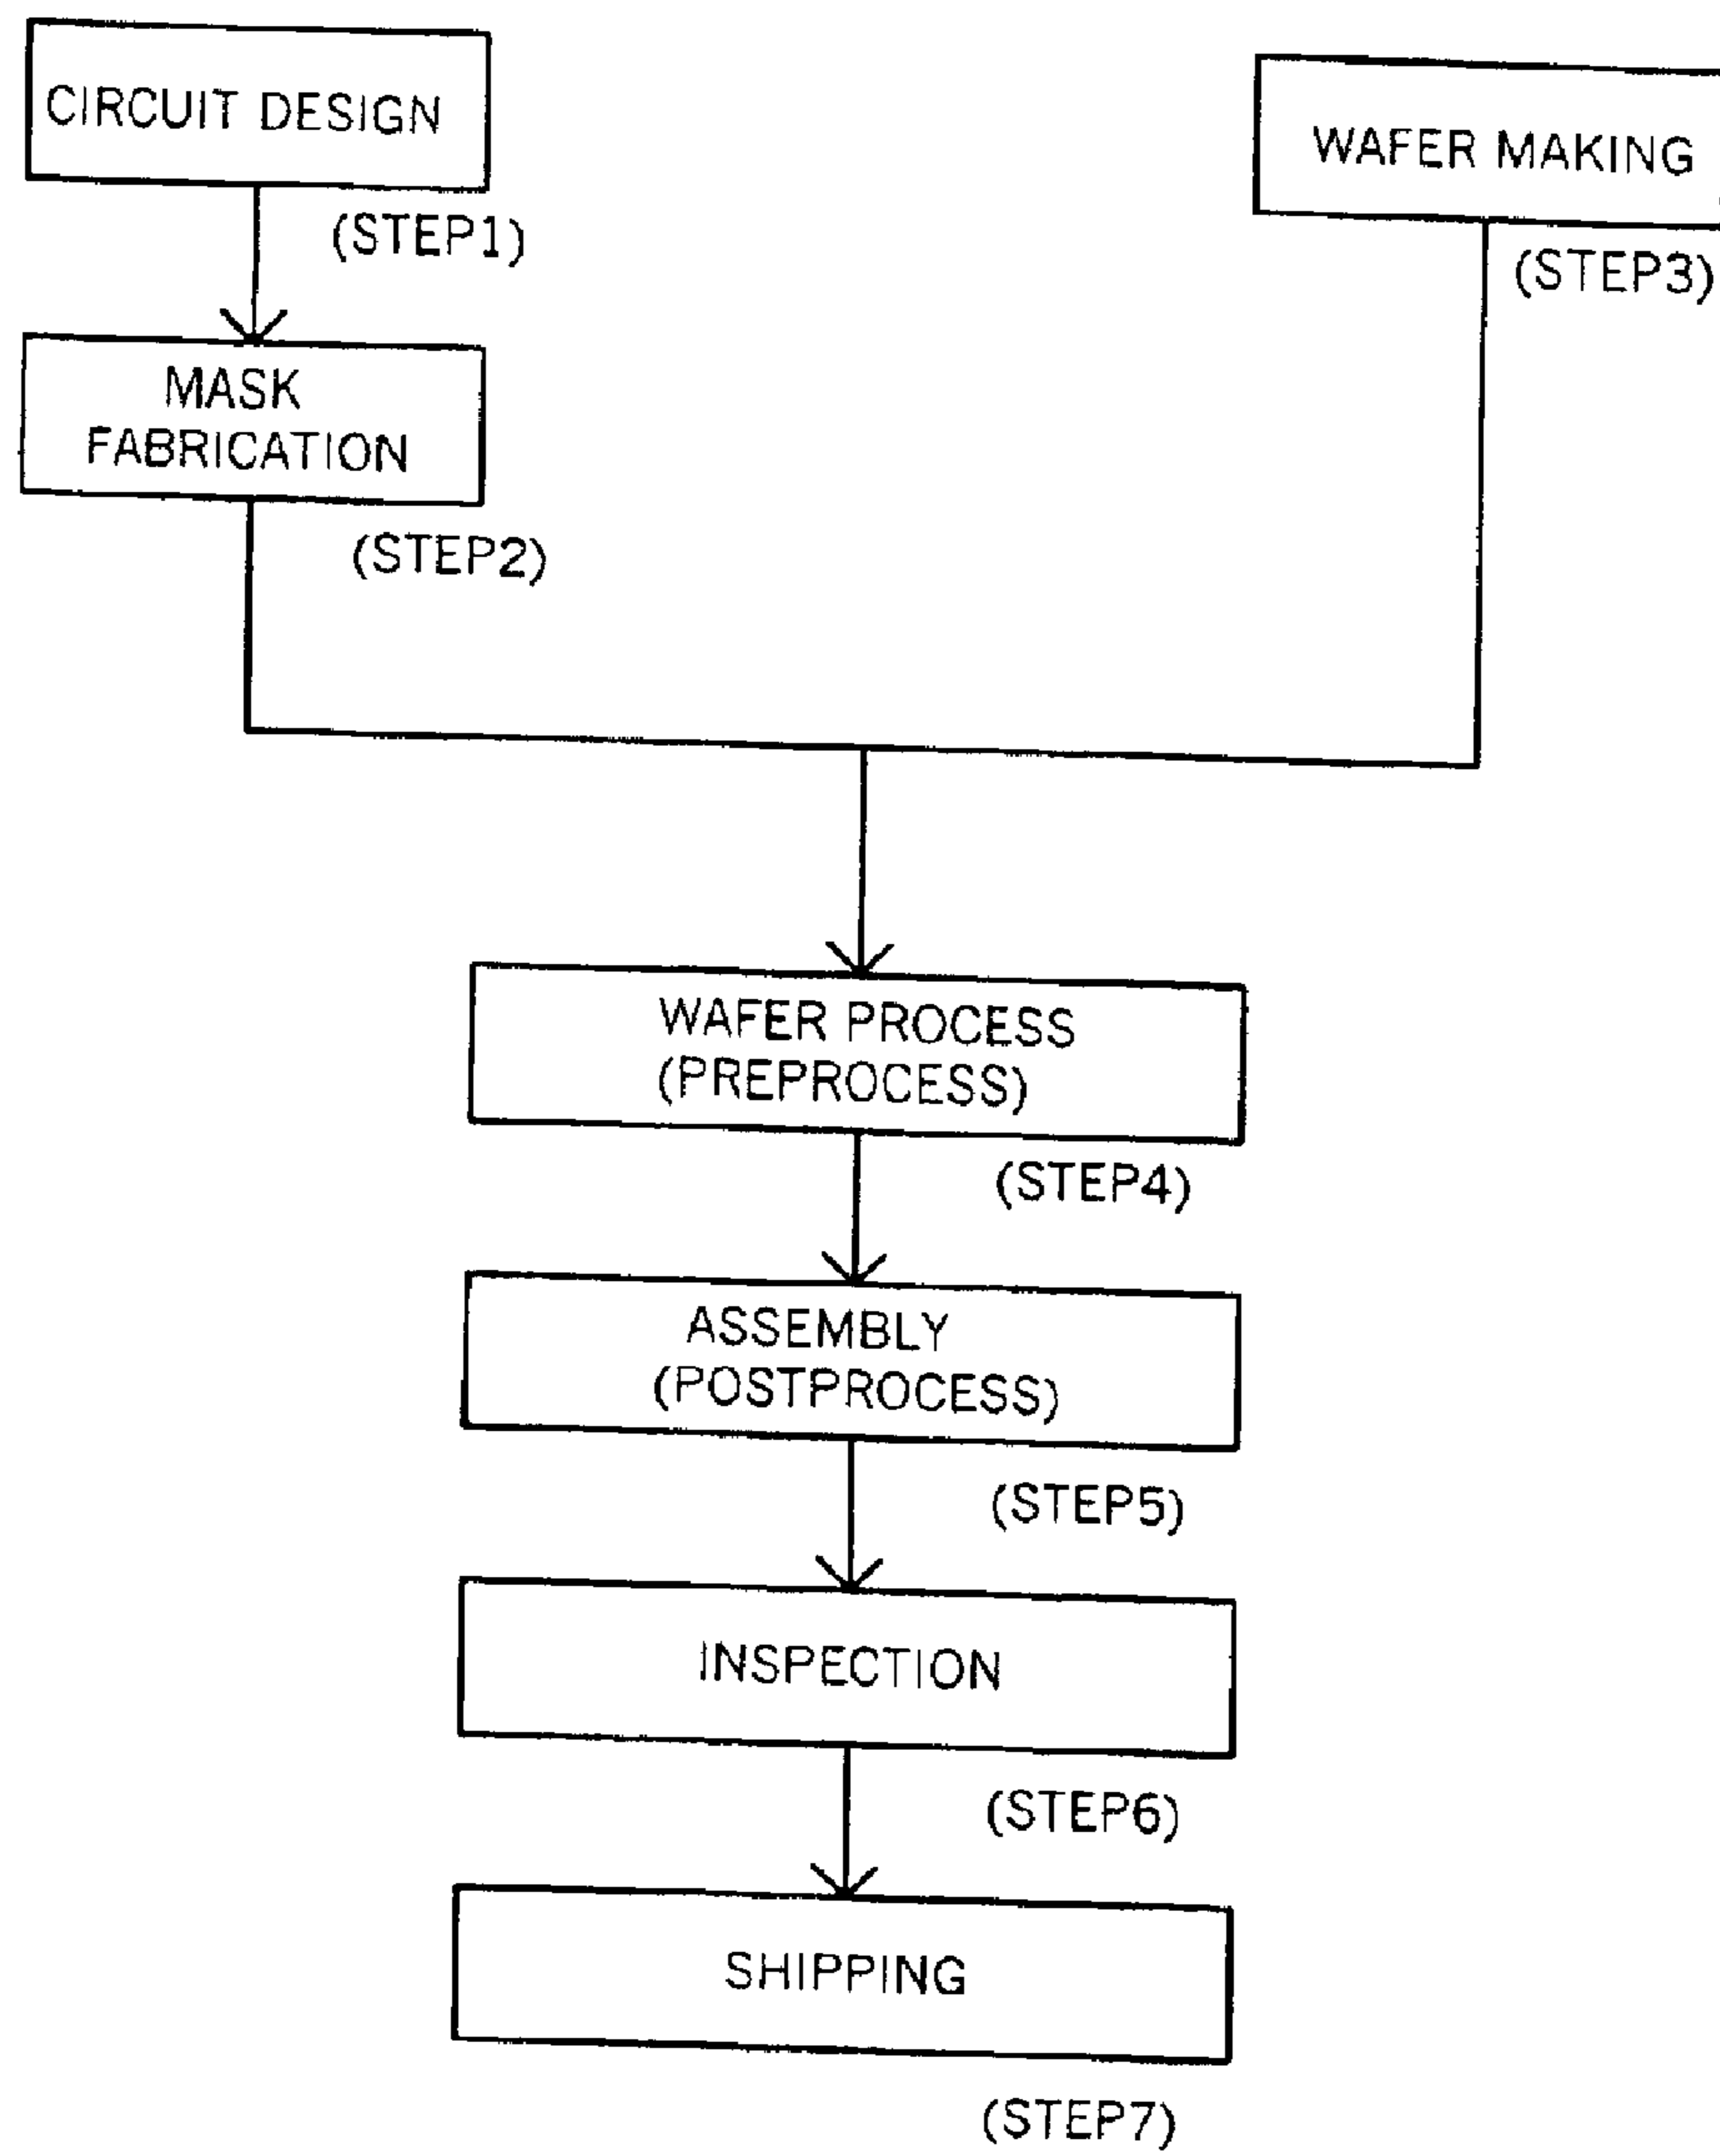 CIRCUIT DESIGN
(STEP1)
MASK
FABRICATION
(STEP2)
WAFER MAKING
(STEP3)
WAFER PROCESS
(PREPROCESS)
(STEP4)
ASSEMBLY
(POSTPROCESS)
(STEP5)
INSPECTION
(STEP6)
SHIPPING
(STEP7)